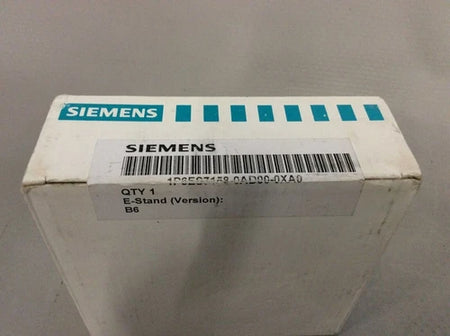 SIEMENS
SIEMENS
1P6ES7158-0AD00-0XA0
QTY 1
E-Stand (Version):
B6